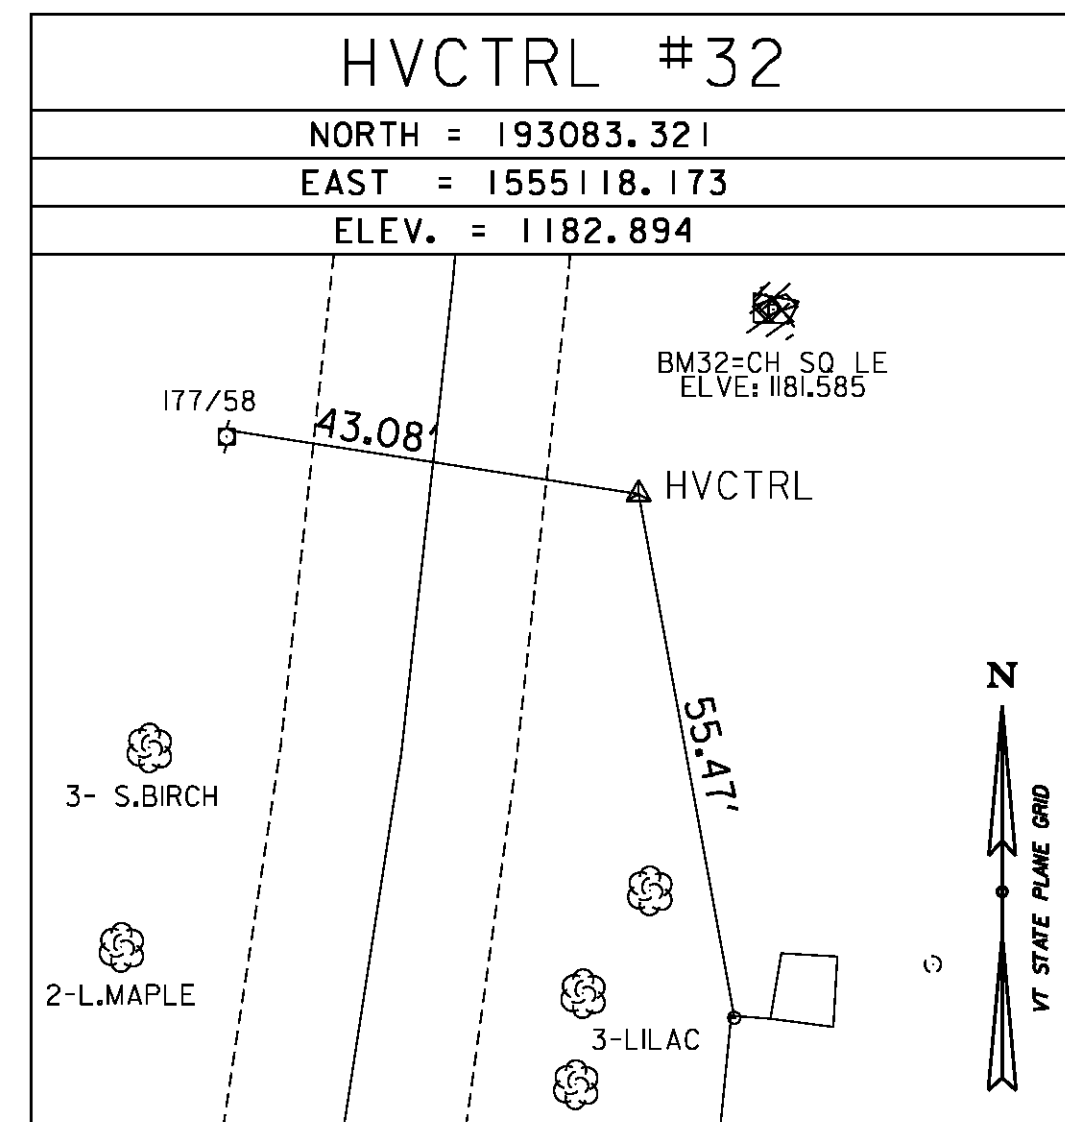 HVCTRL #32
NORTH = 193083.321
EAST = 1555118.173
ELEV. = 1182.894
BM32=CH SQ LE
ELVE: 1181.585
177/58
43.08'
HVCTRL
55.47'
N
VT STATE PLANE GRID
3- S.BIRCH
2-L.MAPLE
3-LILAC